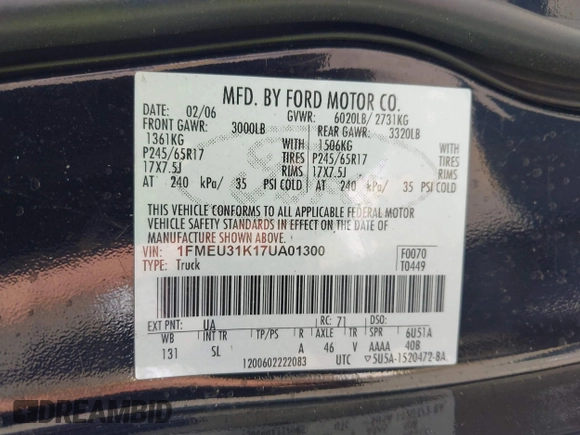 MFD. BY FORD MOTOR CO.
DATE: 02/06 GVWR: 6020LB/ 2731KG
FRONT GAWR: 3000LB REAR GAWR: 3320LB
1361KG WITH 1506KG WITH
P245/65R17 TIRES P245/65R17 TIRES
17X7.5J RIMS 17X7.5J RIMS
AT 240 kPa/ 35 PSI COLD AT 240 kPa/ 35 PSI COLD
THIS VEHICLE CONFORMS TO ALL APPLICABLE FEDERAL MOTOR
VEHICLE SAFETY STANDARDS IN EFFECT ON THE DATE OF
MANUFACTURE SHOWN ABOVE.
VIN: 1FMEU31K17UA01300 F0070
TYPE: Truck T0449
EXT PNT: UA RC: 71 DSO:
WB INT TR TP/PS R AXLE TR SPR 6U51A
131 SL A 46 V AAAA 40B
1200602222083 UTC ▽5U5A-1520472-BA
DREAMBID